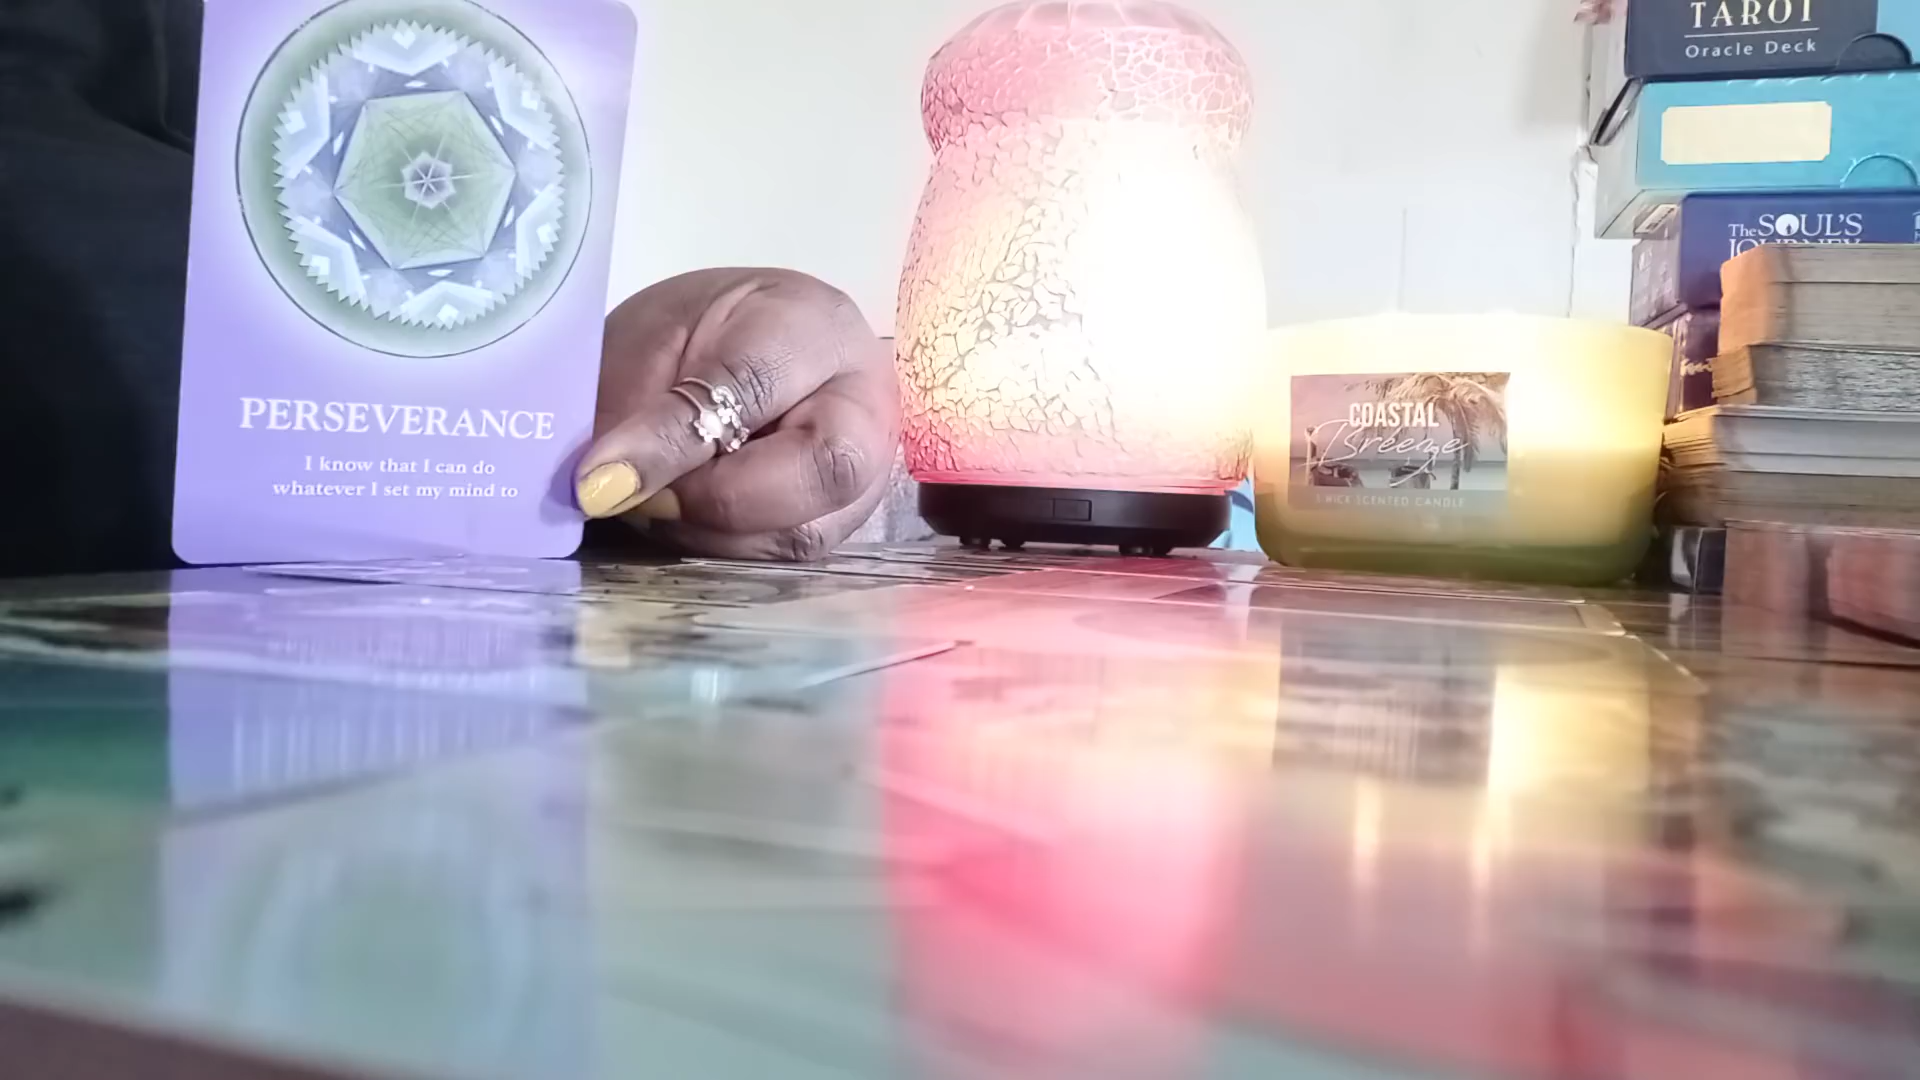 PERSEVERANCE
I know that I can do
whatever I set my mind to
COASTAL
Breeze
3 WICK SCENTED CANDLE
TAROT
Oracle Deck
The SOUL'S
JOURNEY